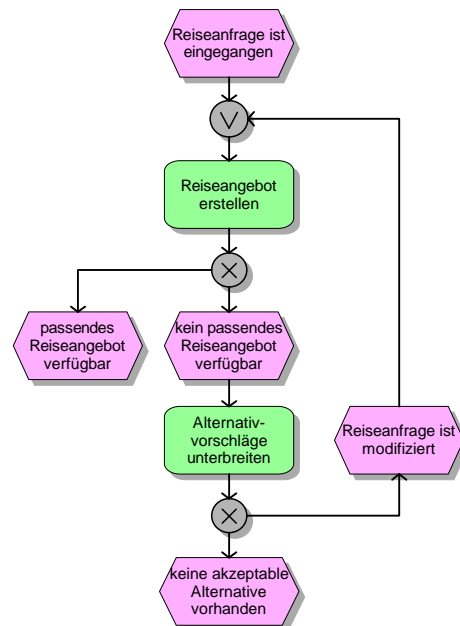 Reiseanfrage ist
eingegangen
Reiseangebot
erstellen
passendes
Reiseangebot
verfügbar
kein passendes
Reiseangebot
verfügbar
Alternativ-
vorschläge
unterbreiten
Reiseanfrage ist
modifiziert
keine akzeptable
Alternative
vorhanden